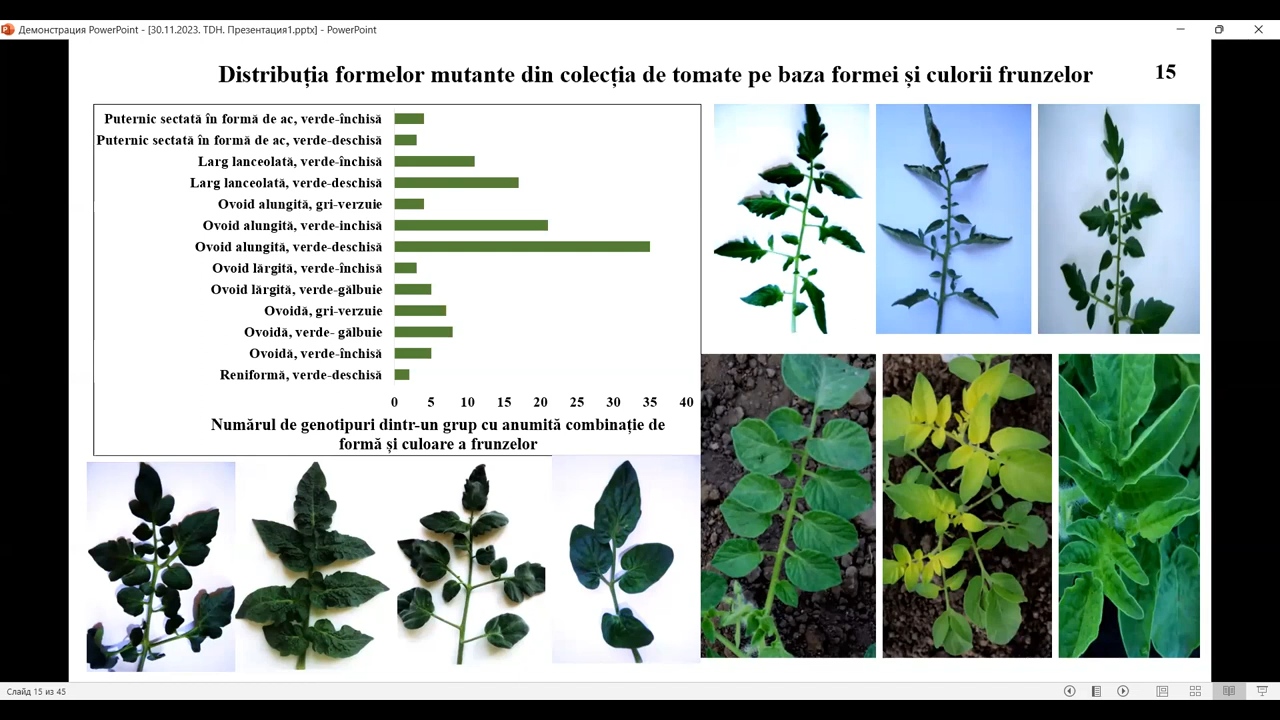 Демонстрация PowerPoint - [30.11.2023. TDH. Презентация1.pptx] - PowerPoint
Distribuția formelor mutante din colecția de tomate pe baza formei și culorii frunzelor
15
Puternic sectată în formă de ac, verde-închisă
Puternic sectată în formă de ac, verde-deschisă
Larg lanceolată, verde-închisă
Larg lanceolată, verde-deschisă
Ovoid alungită, gri-verzuie
Ovoid alungită, verde-inchisă
Ovoid alungită, verde-deschisă
Ovoid lărgită, verde-închisă
Ovoid lărgită, verde-gălbuie
Ovoidă, gri-verzuie
Ovoidă, verde- gălbuie
Ovoidă, verde-închisă
Reniformă, verde-deschisă
0 5 10 15 20 25 30 35 40
Numărul de genotipuri dintr-un grup cu anumită combinație de
formă și culoare a frunzelor
Слайд 15 из 45